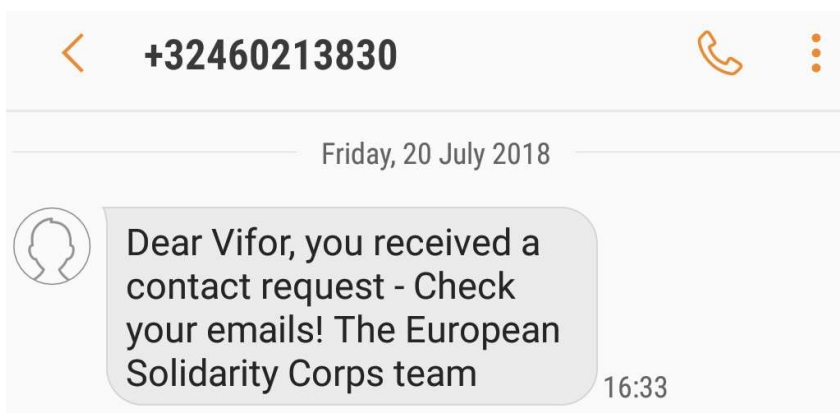 +32460213830
Friday, 20 July 2018
Dear Vifor, you received a
contact request - Check
your emails! The European
Solidarity Corps team
16:33